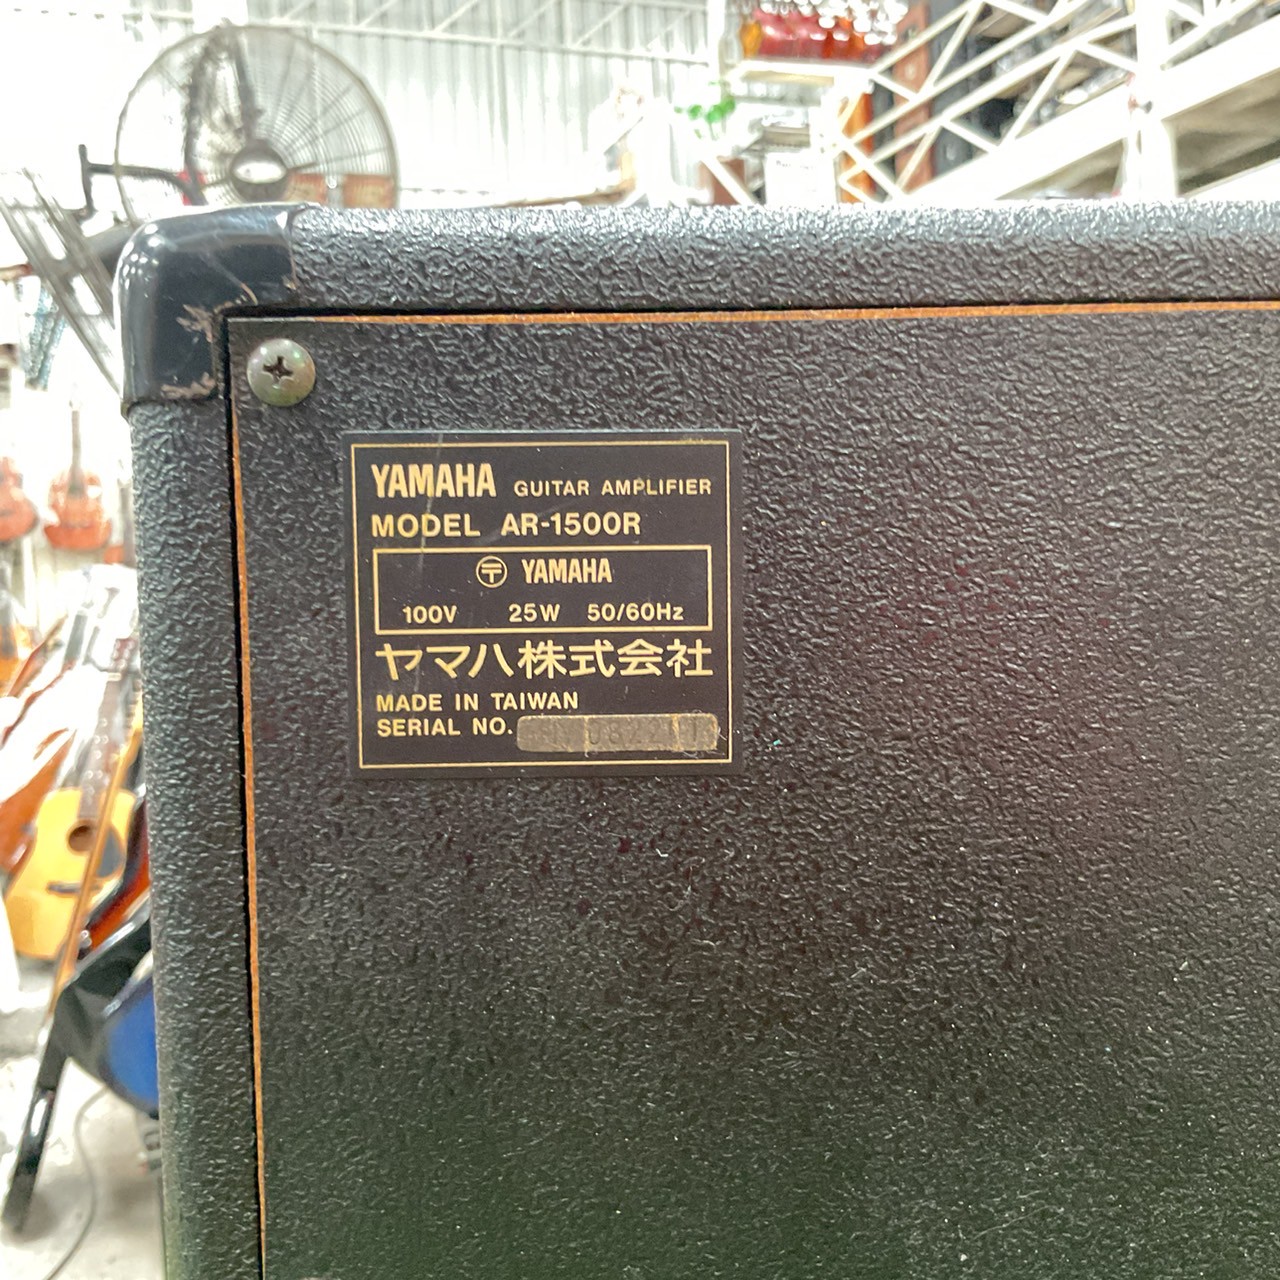 YAMAHA GUITAR AMPLIFIER
MODEL AR-1500R
〒 YAMAHA
100V 25W 50/60Hz
ヤマハ株式会社
MADE IN TAIWAN
SERIAL NO.